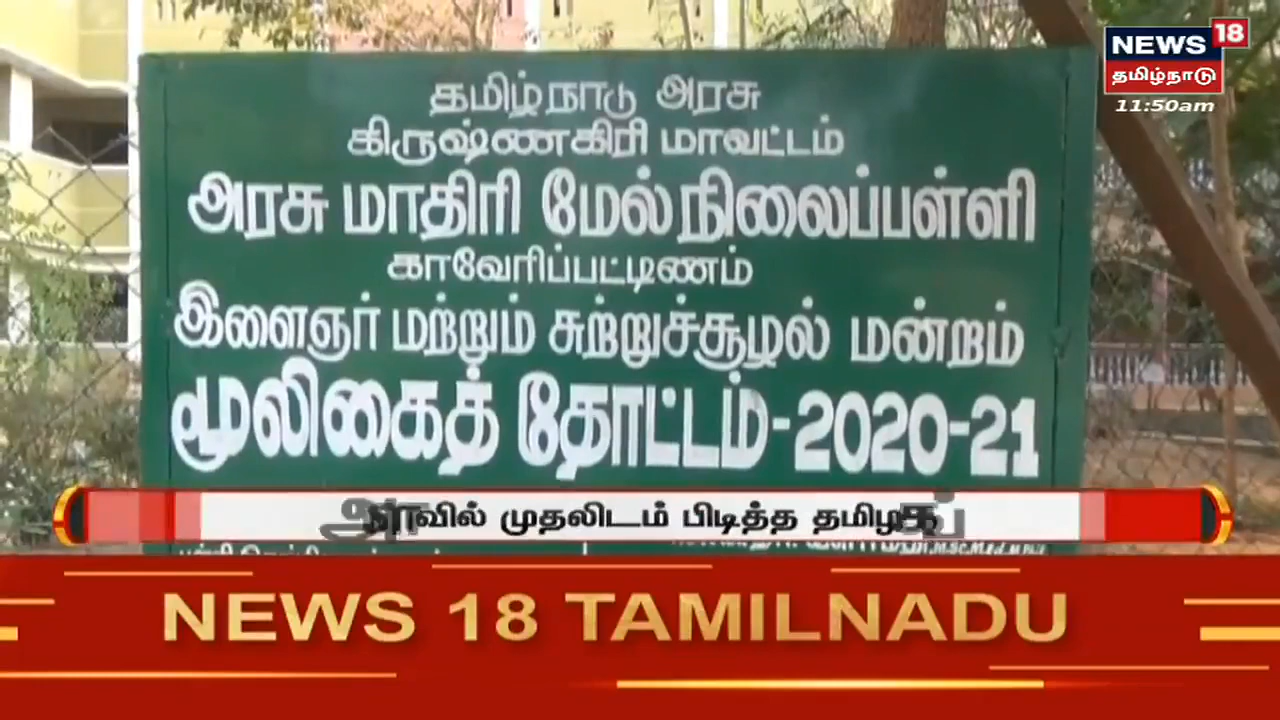 NEWS 18
தமிழ்நாடு
11:50am
தமிழ்நாடு அரசு
கிருஷ்ணகிரி மாவட்டம்
அரசு மாதிரி மேல்நிலைப்பள்ளி
காவேரிப்பட்டிணம்
இளைஞர் மற்றும் சுற்றுச்சூழல் மன்றம்
மூலிகைத் தோட்டம்-2020-21
முதலிடம் பிடித்த
NEWS 18 TAMILNADU